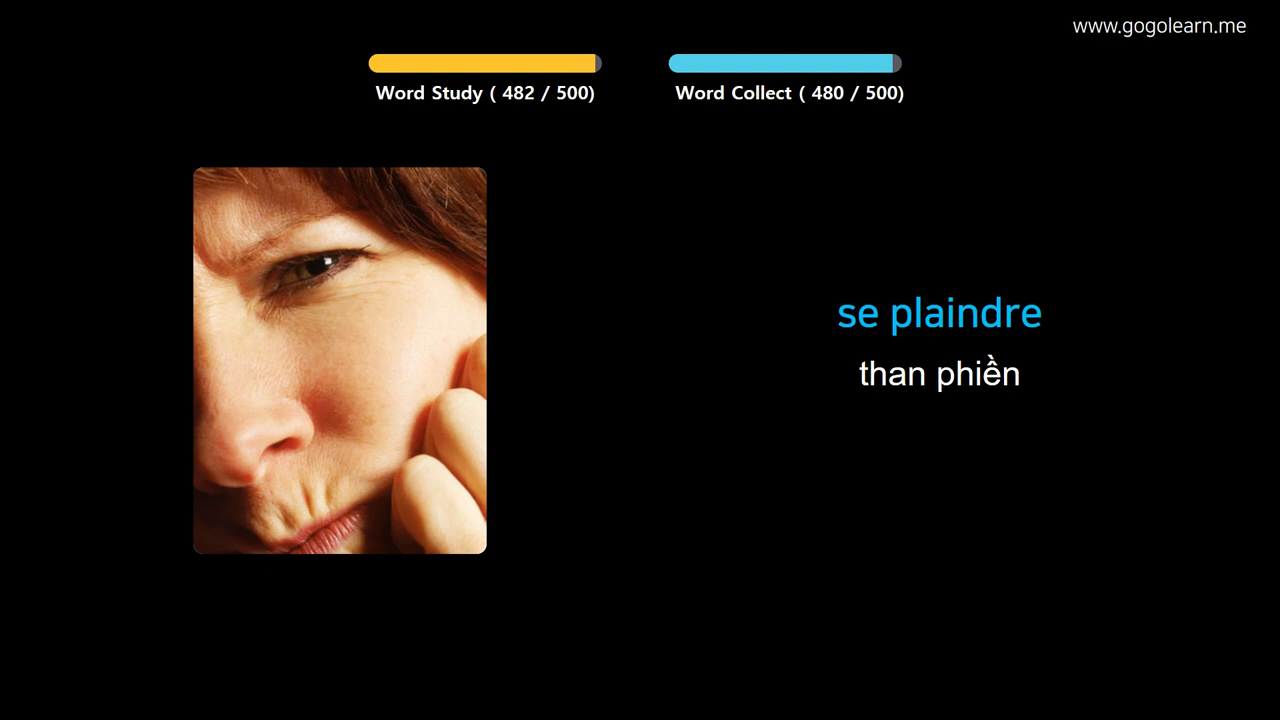 www.gogolearn.me
Word Study ( 482 / 500)
Word Collect ( 480 / 500)
se plaindre
than phiền